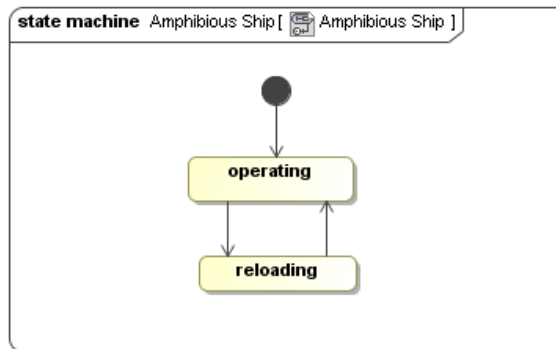 state machine Amphibious Ship [ Amphibious Ship ]
operating
reloading